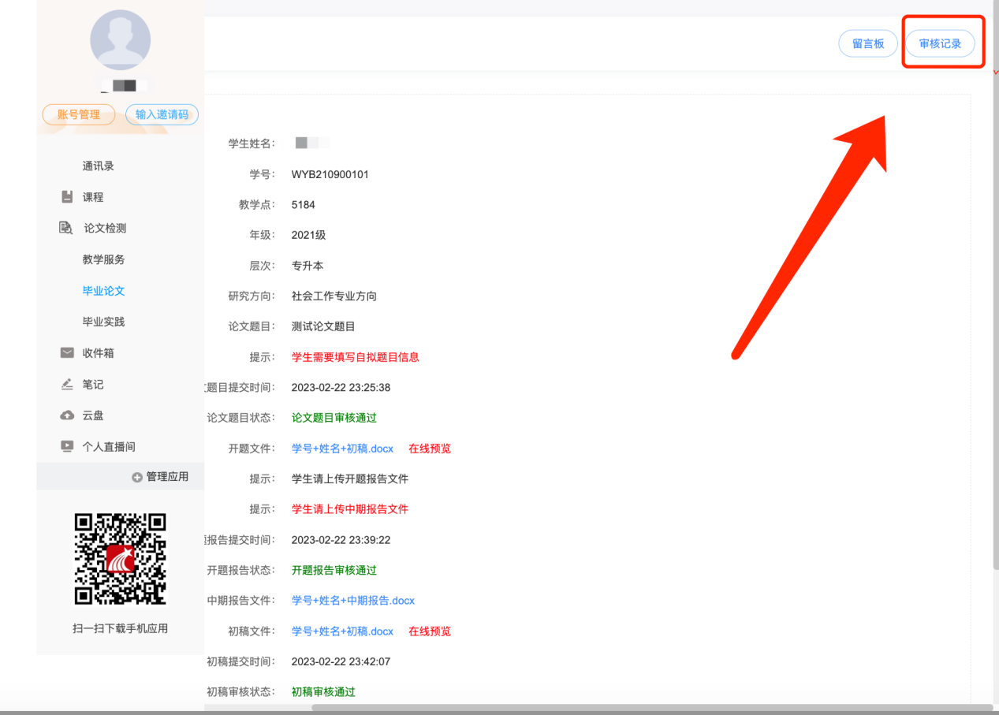 留言板
审核记录
账号管理
输入邀请码
通讯录
课程
论文检测
教学服务
毕业论文
毕业实践
收件箱
笔记
云盘
个人直播间
管理应用
扫一扫下载手机应用
学生姓名：
学号： WYB210900101
教学点： 5184
年级： 2021级
层次： 专升本
研究方向： 社会工作专业方向
论文题目： 测试论文题目
提示： 学生需要填写自拟题目信息
题目提交时间： 2023-02-22 23:25:38
论文题目状态： 论文题目审核通过
开题文件： 学号+姓名+初稿.docx 在线预览
提示： 学生请上传开题报告文件
提示： 学生请上传中期报告文件
报告提交时间： 2023-02-22 23:39:22
开题报告状态： 开题报告审核通过
中期报告文件： 学号+姓名+中期报告.docx
初稿文件： 学号+姓名+初稿.docx 在线预览
初稿提交时间： 2023-02-22 23:42:07
初稿审核状态： 初稿审核通过